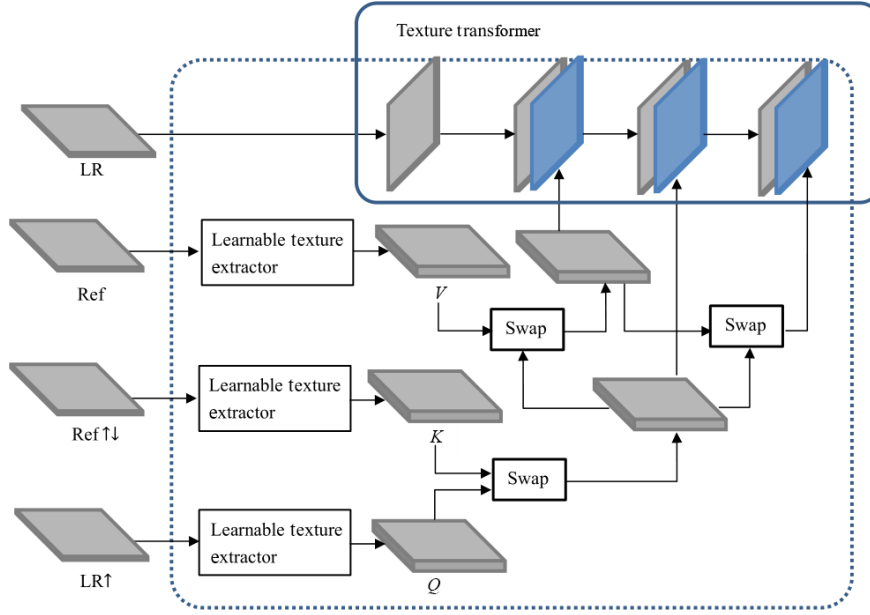 Texture transformer
LR
Learnable texture
extractor
Ref
V
Swap
Swap
Learnable texture
extractor
Ref↑↓
K
Swap
Learnable texture
extractor
LR↑
Q